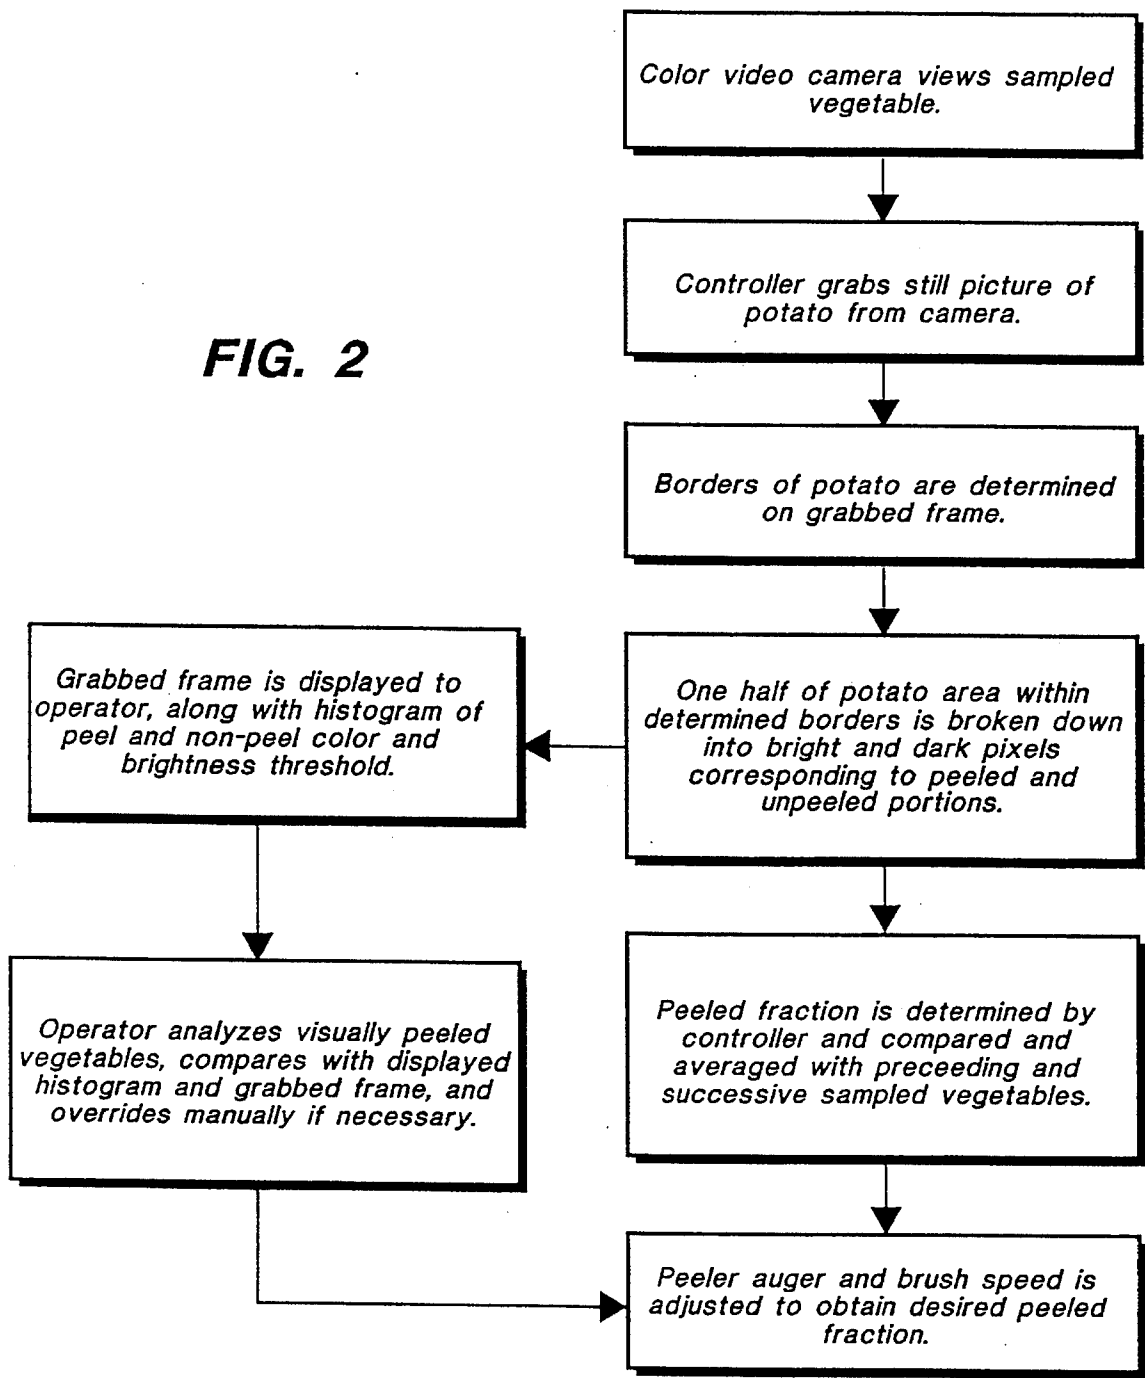 Color video camera views sampled
vegetable.
Controller grabs still picture of
potato from camera.
FIG. 2
Borders of potato are determined
on grabbed frame.
One half of potato area within
determined borders is broken down
into bright and dark pixels
corresponding to peeled and
unpeeled portions.
Grabbed frame is displayed to
operator, along with histogram of
peel and non-peel color and
brightness threshold.
Operator analyzes visually peeled
vegetables, compares with displayed
histogram and grabbed frame, and
overrides manually if necessary.
Peeled fraction is determined by
controller and compared and
averaged with preceeding and
successive sampled vegetables.
Peeler auger and brush speed is
adjusted to obtain desired peeled
fraction.